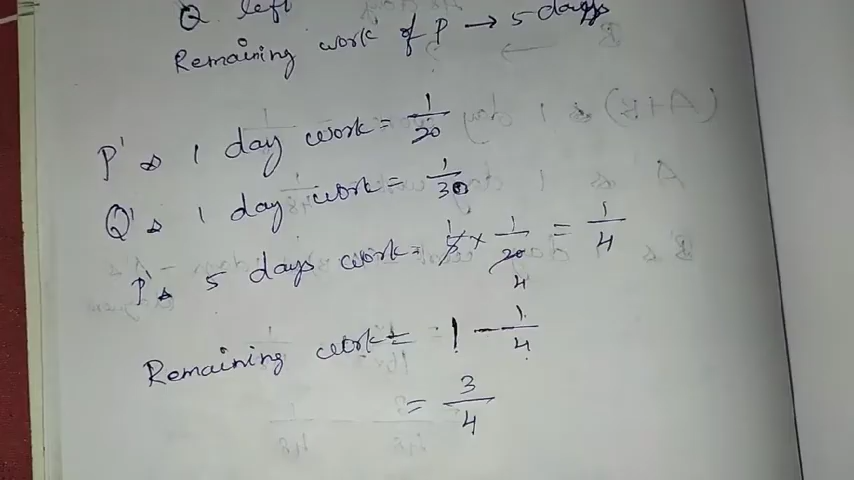 Q left
Remaining work of P → 5 days
P's 1 day work = 1/20
Q's 1 day work = 1/30
P's 5 days work = 5 1 × 1/20 4 = 1/4
Remaining work = 1 - 1/4
= 3/4